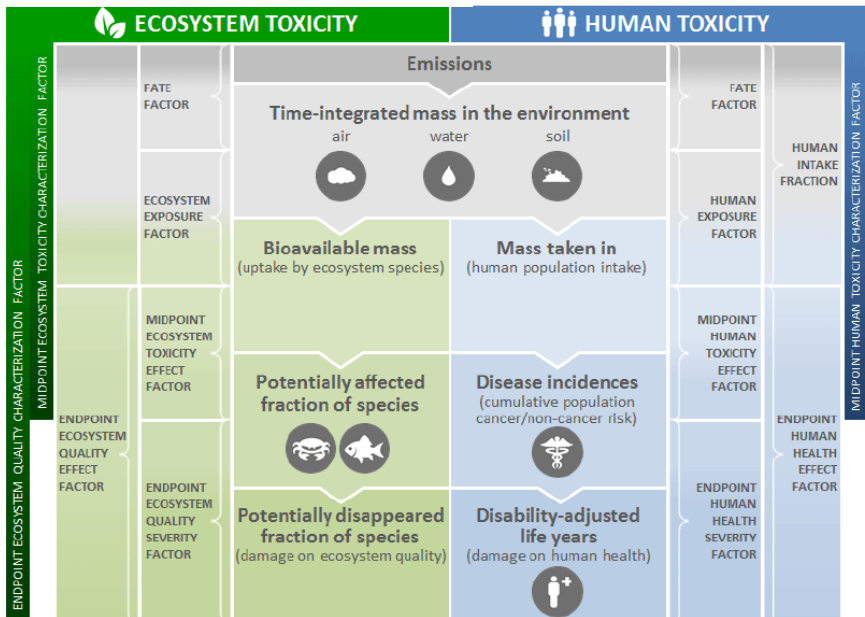 ECOSYSTEM TOXICITY
HUMAN TOXICITY
ENDPOINT ECOSYSTEM QUALITY CHARACTERIZATION FACTOR
MIDPOINT ECOSYSTEM TOXICITY CHARACTERIZATION FACTOR
FATE
FACTOR
ECOSYSTEM
EXPOSURE
FACTOR
MIDPOINT
ECOSYSTEM
TOXICITY
EFFECT
FACTOR
ENDPOINT
ECOSYSTEM
QUALITY
EFFECT
FACTOR
ENDPOINT
ECOSYSTEM
QUALITY
SEVERITY
FACTOR
Emissions
Time-integrated mass in the environment
air water soil
Bioavailable mass
(uptake by ecosystem species)
Mass taken in
(human population intake)
Potentially affected
fraction of species
Disease incidences
(cumulative population
cancer/non-cancer risk)
Potentially disappeared
fraction of species
(damage on ecosystem quality)
Disability-adjusted
life years
(damage on human health)
FATE
FACTOR
HUMAN
EXPOSURE
FACTOR
HUMAN
INTAKE
FRACTION
MIDPOINT
HUMAN
TOXICITY
EFFECT
FACTOR
ENDPOINT
HUMAN
HEALTH
EFFECT
FACTOR
ENDPOINT
HUMAN
HEALTH
SEVERITY
FACTOR
MIDPOINT HUMAN TOXICITY CHARACTERIZATION FACTOR